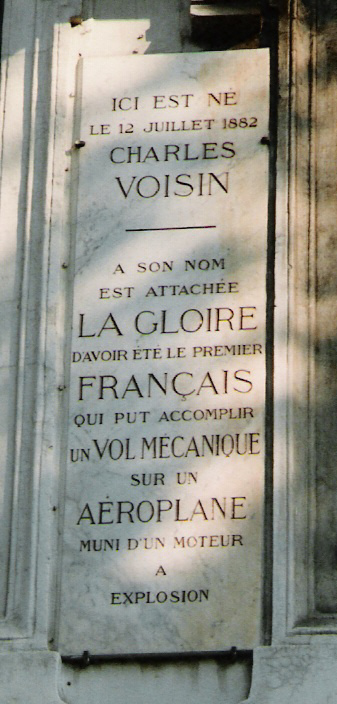 ICI EST NÉ
LE 12 JUILLET 1882
CHARLES
VOISIN
A SON NOM
EST ATTACHÉE
LA GLOIRE
D'AVOIR ÉTÉ LE PREMIER
FRANÇAIS
QUI PUT ACCOMPLIR
UN VOL MECANIQUE
SUR UN
AÉROPLANE
MUNI D'UN MOTEUR
A
EXPLOSION